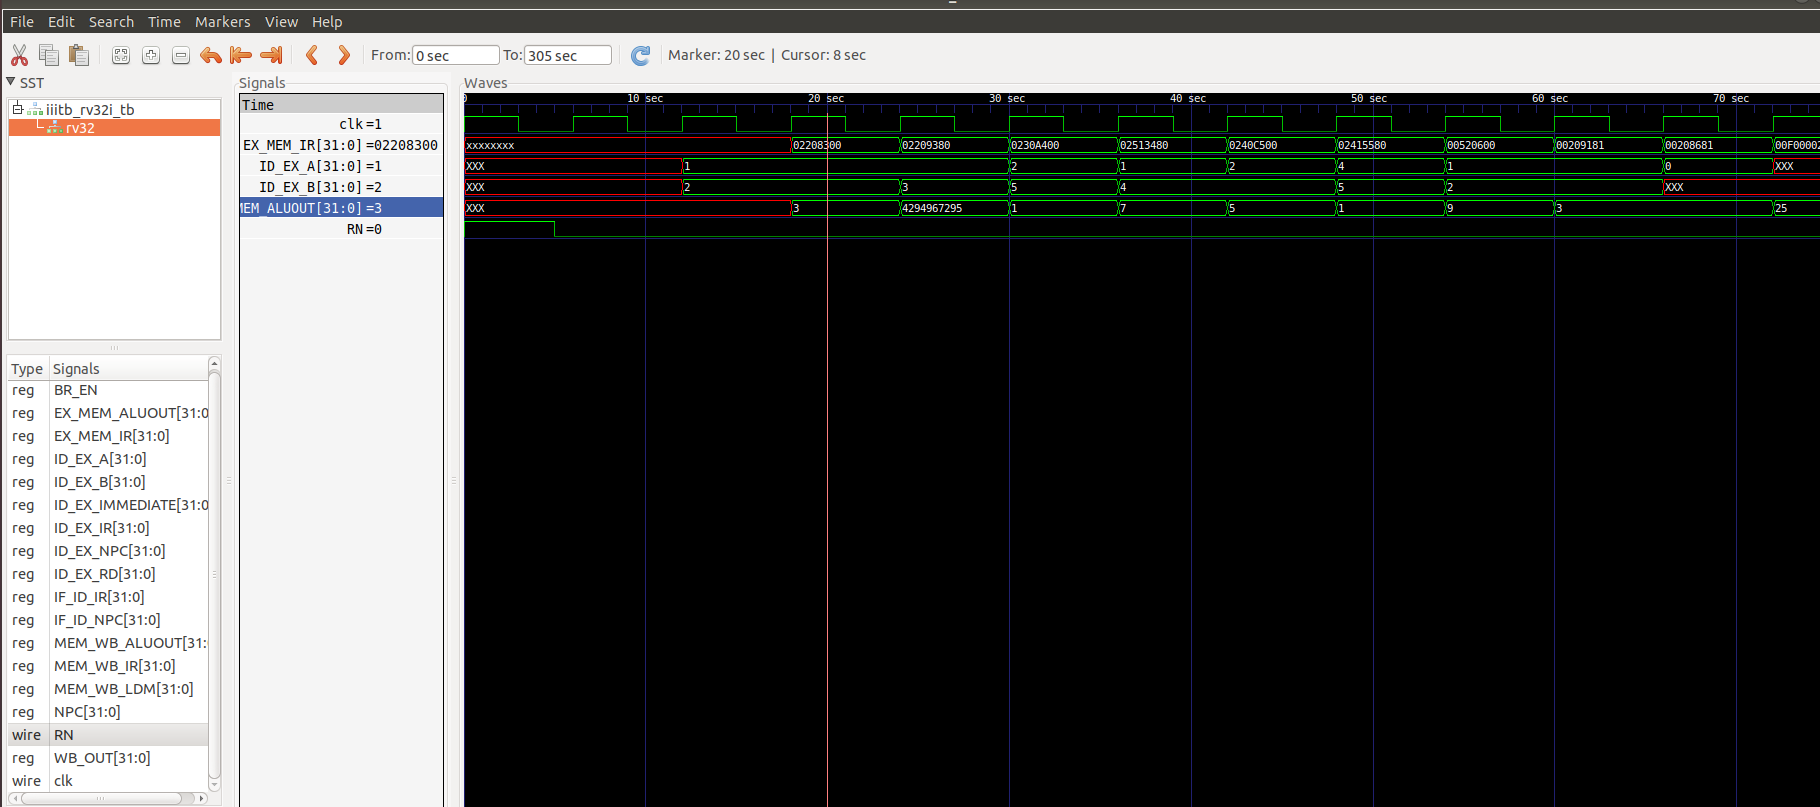 File Edit Search Time Markers View Help
From: 0 sec To: 305 sec Marker: 20 sec | Cursor: 8 sec
SST
iiitb_rv32i_tb
rv32
Type Signals
reg BR_EN
reg EX_MEM_ALUOUT[31:0
reg EX_MEM_IR[31:0]
reg ID_EX_A[31:0]
reg ID_EX_B[31:0]
reg ID_EX_IMMEDIATE[31:0
reg ID_EX_IR[31:0]
reg ID_EX_NPC[31:0]
reg ID_EX_RD[31:0]
reg IF_ID_IR[31:0]
reg IF_ID_NPC[31:0]
reg MEM_WB_ALUOUT[31:
reg MEM_WB_IR[31:0]
reg MEM_WB_LDM[31:0]
reg NPC[31:0]
wire RN
reg WB_OUT[31:0]
wire clk
Signals
Time
clk =1
EX_MEM_IR[31:0] =02208300
ID_EX_A[31:0] =1
ID_EX_B[31:0] =2
MEM_ALUOUT[31:0] =3
RN =0
Waves
0 10 sec 20 sec 30 sec 40 sec 50 sec 60 sec 70 sec
xxxxxxxx 02208300 02209380 0230A400 02513480 0240C500 02415580 00520600 00209181 00208681 00F00002
XXX 1 2 1 2 4 1 0 XXX
XXX 2 3 5 4 5 2 XXX
XXX 3 4294967295 1 7 5 1 9 3 25